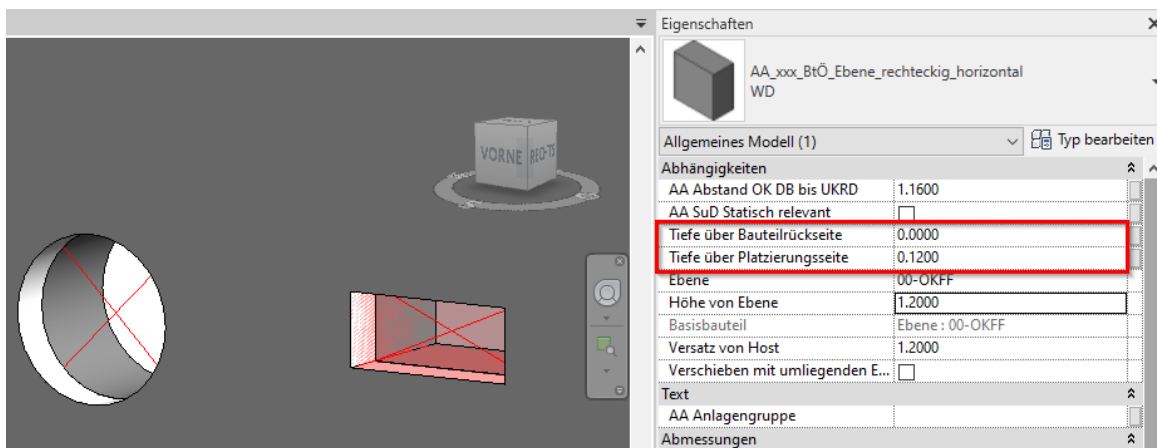 Eigenschaften
AA_xxx_BtÖ_Ebene_rechteckig_horizontal
WD
Allgemeines Modell (1)
Typ bearbeiten
Abhängigkeiten
AA Abstand OK DB bis UKRD 1.1600
AA SuD Statisch relevant
Tiefe über Bauteilrückseite 0.0000
Tiefe über Platzierungsseite 0.1200
Ebene 00-OKFF
Höhe von Ebene 1.2000
Basisbauteil Ebene : 00-OKFF
Versatz von Host 1.2000
Verschieben mit umliegenden E...
Text
AA Anlagengruppe
Abmessungen
VORNE